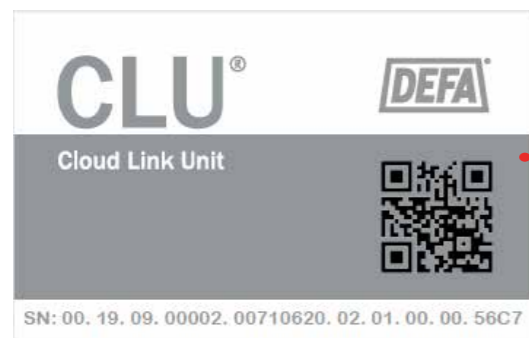 CLU®
DEFA
Cloud Link Unit
SN: 00. 19. 09. 00002. 00710620. 02. 01. 00. 00. 56C7